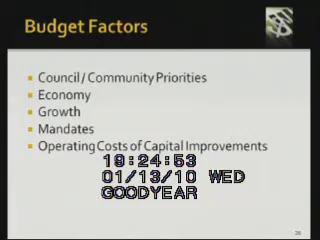 Budget Factors
Council / Community Priorities
Economy
Growth
Mandates
Operating Costs of Capital Improvements
19:24:53
01/13/10 WED
GOODYEAR